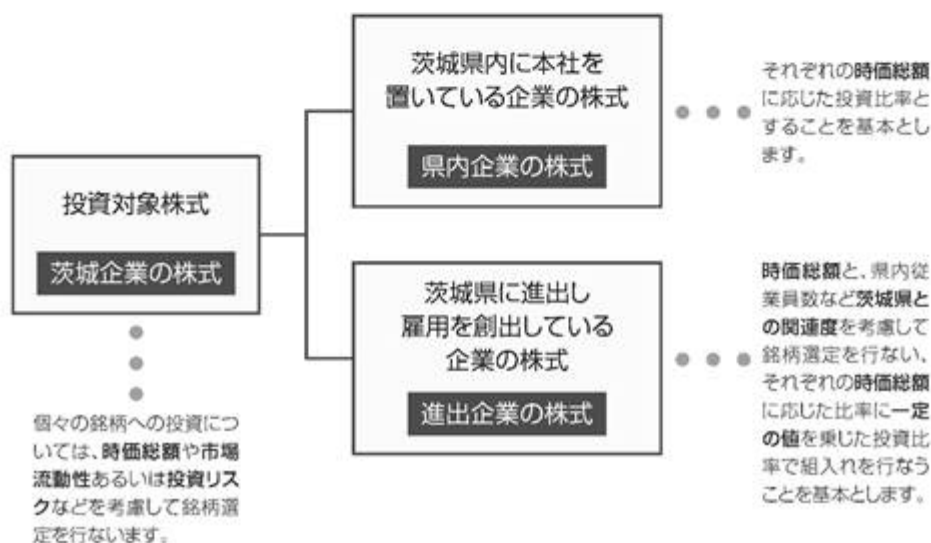 投資対象株式
茨城企業の株式
個々の銘柄への投資につ
いては、時価総額や市場
流動性あるいは投資リス
クなどを考慮して銘柄選
定を行ないます。
茨城県内に本社を
置いている企業の株式
県内企業の株式
それぞれの時価総額
に応じた投資比率と
することを基本とし
ます。
茨城県に進出し
雇用を創出している
企業の株式
進出企業の株式
時価総額と、県内従
業員数など茨城県と
の関連度を考慮して
銘柄選定を行ない、
それぞれの時価総額
に応じた比率に一定
の値を乗じた投資比
率で組入れを行なう
ことを基本とします。